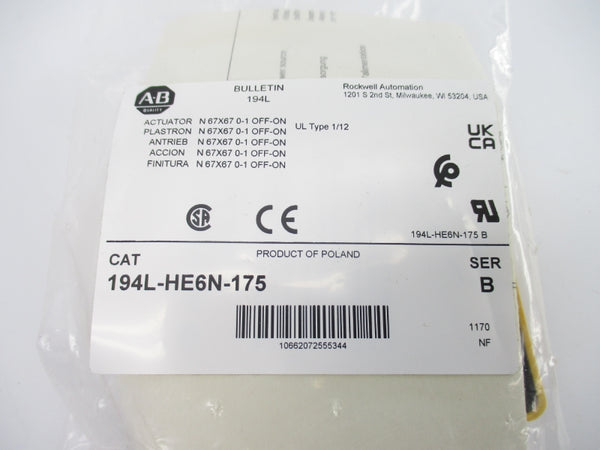 A-B
QUALITY
BULLETIN
194L
Rockwell Automation
1201 S 2nd St, Milwaukee, WI 53204, USA
ACTUATOR N 67X67 0-1 OFF-ON
PLASTRON N 67X67 0-1 OFF-ON
ANTRIEB N 67X67 0-1 OFF-ON
ACCION N 67X67 0-1 OFF-ON
FINITURA N 67X67 0-1 OFF-ON
UL Type 1/12
UK
CA
CSA
CE
194L-HE6N-175 B
PRODUCT OF POLAND
CAT
194L-HE6N-175
SER
B
10662072555344
1170
NF